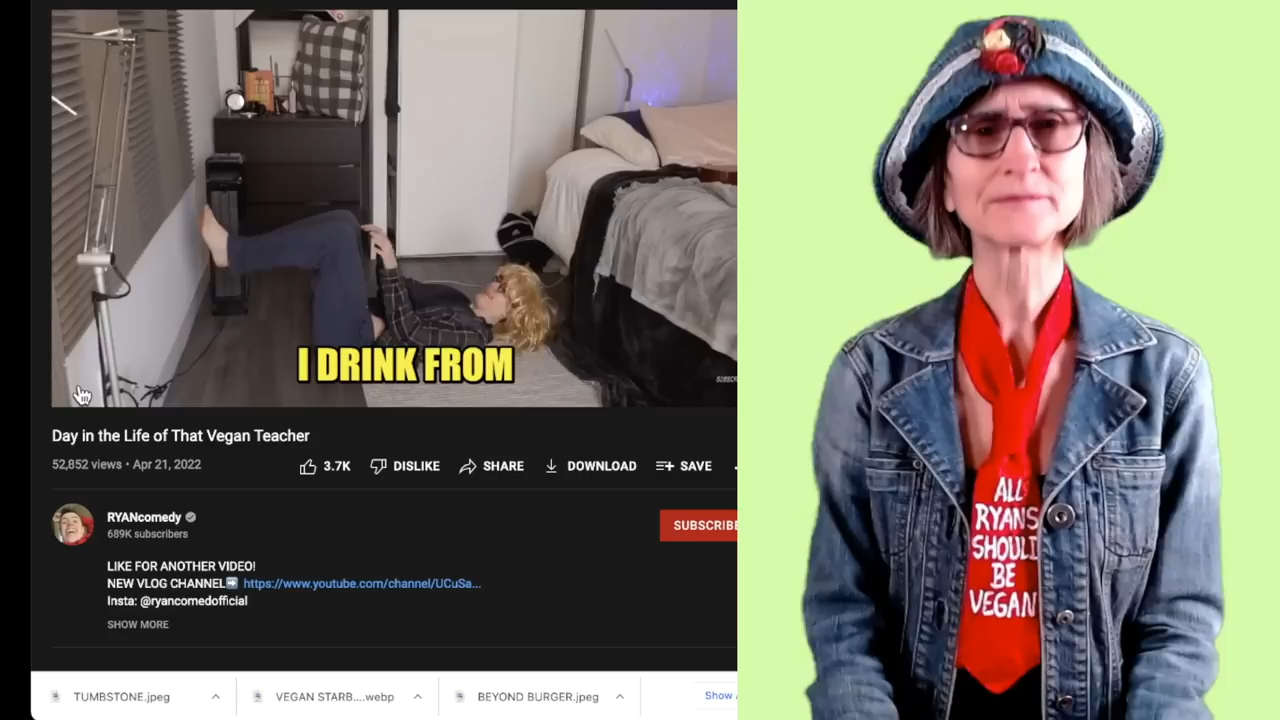 I DRINK FROM
Day in the Life of That Vegan Teacher
52,852 views • Apr 21, 2022
3.7K
DISLIKE
SHARE
DOWNLOAD
SAVE
RYANcomedy
689K subscribers
SUBSCRIBE
LIKE FOR ANOTHER VIDEO!
NEW VLOG CHANNEL➡️ https://www.youtube.com/channel/UCuSa...
Insta: @ryancomedofficial
SHOW MORE
TUMBSTONE.jpeg
VEGAN STARB....webp
BEYOND BURGER.jpeg
Show
ALL
RYANS
SHOULD
BE
VEGAN